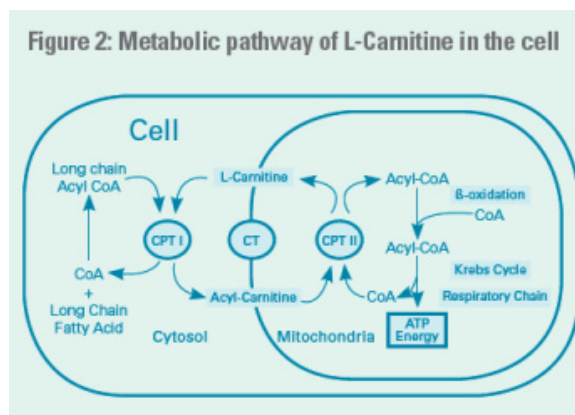 Figure 2: Metabolic pathway of L-Carnitine in the cell
Cell
Long chain
Acyl CoA
L-Carnitine
Acyl-CoA
ß-oxidation
CoA
CPT I
CT
CPT II
Acyl-CoA
CoA
+
Long Chain
Fatty Acid
Acyl-Carnitine
CoA
Krebs Cycle
Respiratory Chain
Cytosol
Mitochondria
ATP
Energy